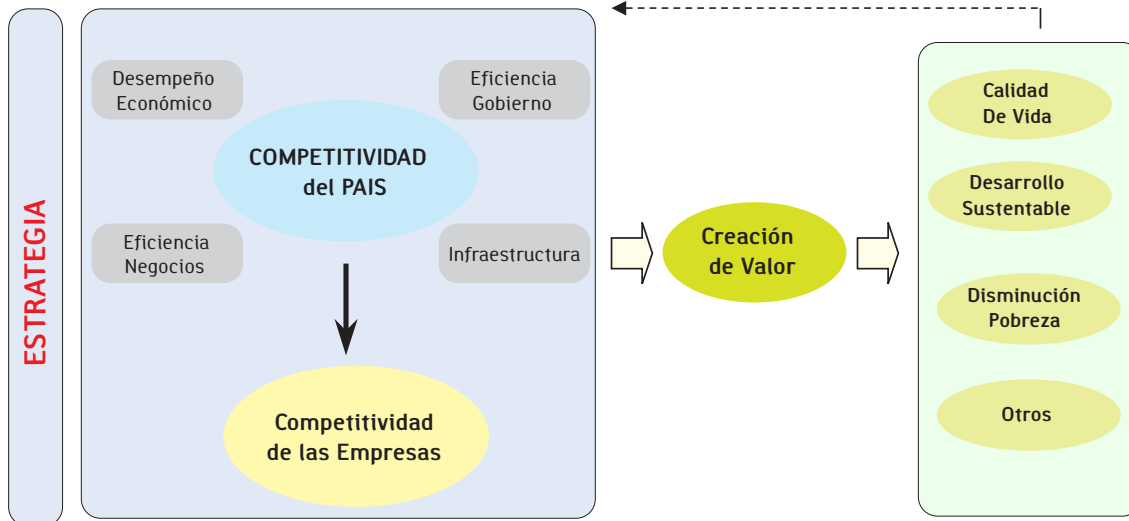 ESTRATEGIA
Desempeño
Económico
Eficiencia
Gobierno
COMPETITIVIDAD
del PAIS
Eficiencia
Negocios
Infraestructura
Competitividad
de las Empresas
Creación
de Valor
Calidad
De Vida
Desarrollo
Sustentable
Disminución
Pobreza
Otros